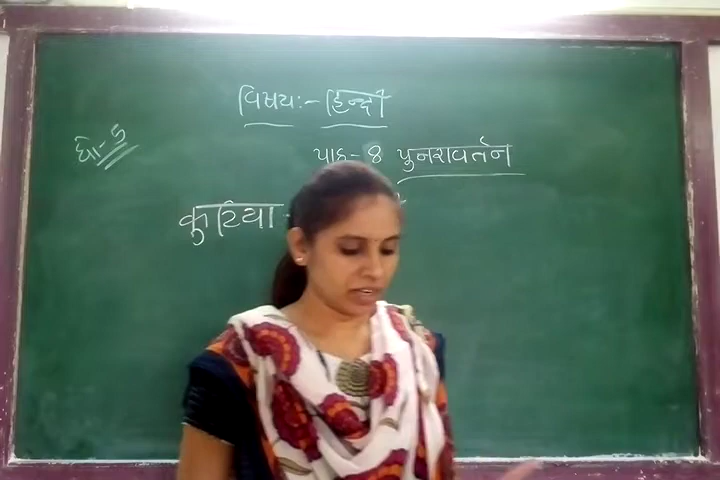 विषय:- हिन्दी
धो-5
पाठ-8 पुनरावर्तन
कुटिया -